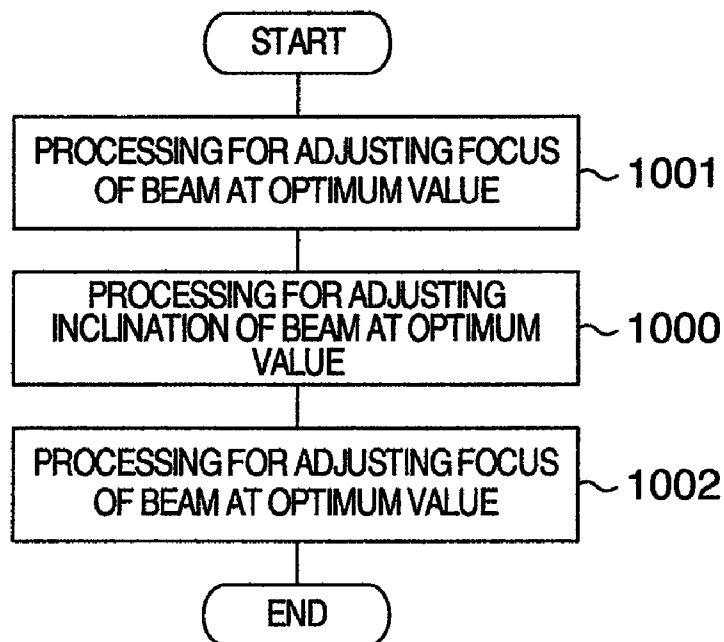 START
PROCESSING FOR ADJUSTING FOCUS
OF BEAM AT OPTIMUM VALUE
1001
PROCESSING FOR ADJUSTING
INCLINATION OF BEAM AT OPTIMUM
VALUE
1000
PROCESSING FOR ADJUSTING FOCUS
OF BEAM AT OPTIMUM VALUE
1002
END